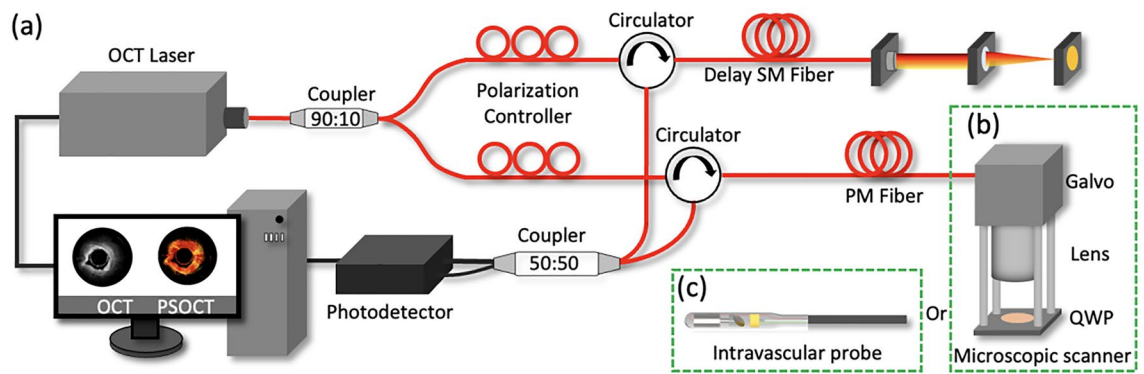 (a)
OCT Laser
Coupler
90:10
Polarization
Controller
Circulator
Delay SM Fiber
Circulator
PM Fiber
(b)
Galvo
Lens
QWP
Microscopic scanner
OCT PSOCT
Photodetector
Coupler
50:50
(c)
Intravascular probe
Or